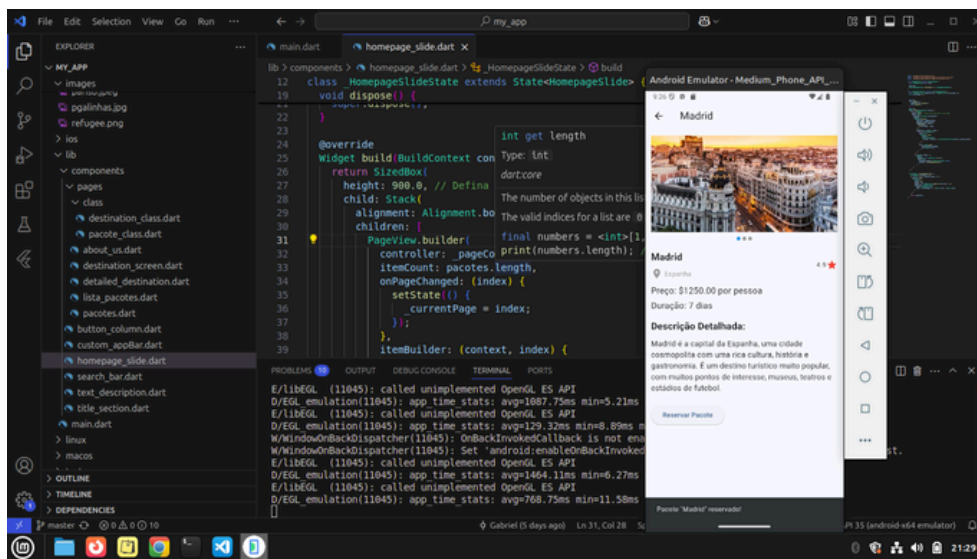 File Edit Selection View Go Run ...
my_app
EXPLORER
main.dart
homepage_slide.dart
MY_APP
images
pgalinhas.jpg
refugee.png
ios
lib
components
pages
class
destination_class.dart
pacote_class.dart
about_us.dart
destination_screen.dart
detailed_destination.dart
lista_pacotes.dart
pacotes.dart
button_column.dart
custom_appBar.dart
homepage_slide.dart
search_bar.dart
text_description.dart
title_section.dart
main.dart
linux
macos
OUTLINE
TIMELINE
DEPENDENCIES
lib > components > homepage_slide.dart > _HomepageSlideState > build
12 class _HomepageSlideState extends State<HomepageSlide> {
19 void dispose() {
21 super.dispose();
22 }
23
24 @override
25 Widget build(BuildContext con
26 return SizedBox(
27 height: 900.0, // Defina
28 child: Stack(
29 alignment: Alignment.bo
30 children: [
31 PageView.builder(
32 controller: _pageCo
33 itemCount: pacotes.length,
34 onPageChanged: (index) {
35 setState(() {
36 _currentPage = index;
37 });
38 },
39 itemBuilder: (context, index) {
int get length
Type: int
dart:core
The number of objects in this lis
The valid indices for a list are 0
final numbers = <int>[1,
print(numbers.length); /
PROBLEMS 10 OUTPUT DEBUG CONSOLE TERMINAL PORTS
E/libEGL (11045): called unimplemented OpenGL ES API
D/EGL_emulation(11045): app_time_stats: avg=1087.75ms min=5.21ms
E/libEGL (11045): called unimplemented OpenGL ES API
D/EGL_emulation(11045): app_time_stats: avg=129.32ms min=8.89ms m
W/WindowOnBackDispatcher(11045): OnBackInvokedCallback is not ena
W/WindowOnBackDispatcher(11045): Set 'android:enableOnBackInvoked
st.
E/libEGL (11045): called unimplemented OpenGL ES API
D/EGL_emulation(11045): app_time_stats: avg=1464.11ms min=6.27ms
E/libEGL (11045): called unimplemented OpenGL ES API
D/EGL_emulation(11045): app_time_stats: avg=768.75ms min=11.58ms
Android Emulator - Medium_Phone_API_...
9:26
Madrid
Madrid
4.9
Espanha
Preço: $1250.00 por pessoa
Duração: 7 dias
Descrição Detalhada:
Madrid é a capital da Espanha, uma cidade
cosmopolita com uma rica cultura, história e
gastronomia. É um destino turístico muito popular,
com muitos pontos de interesse, museus, teatros e
estádios de futebol.
Reservar Pacote
Pacote "Madrid" reservado!
master 0 0 10
Gabriel (5 days ago) Ln 31, Col 28
API 35 (android-x64 emulator)
21:29